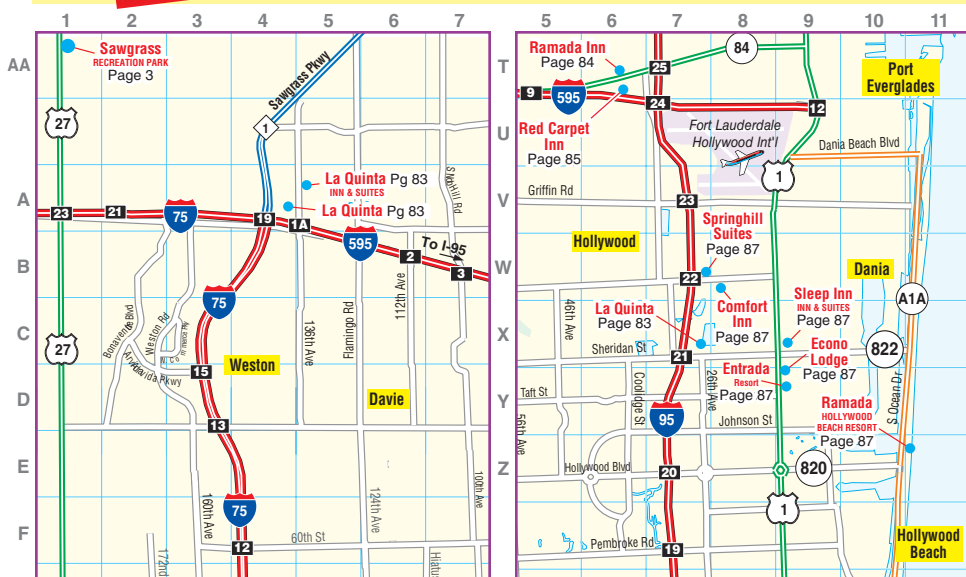 1 2 3 4 5 6 7
5 6 7 8 9 10 11
AA
A
B
C
D
E
F
T
U
V
W
X
Y
Z
Sawgrass
RECREATION PARK
Page 3
27
Sawgrass Pkwy
1
La Quinta Pg 83
INN & SUITES
La Quinta Pg 83
23
21
75
19
1A
595
2
To I-95
3
75
27
Bonaventure Blvd
Weston Rd
Arvida Pkwy
15
Weston
136th Ave
Flamingo Rd
112th Ave
Davie
13
160th Ave
75
124th Ave
100th Ave
12
60th St
172nd
Hiatus
Ramada Inn
Page 84
84
25
9
595
24
12
Port
Everglades
Red Carpet
Inn
Page 85
Fort Lauderdale
Hollywood Int'l
Dania Beach Blvd
1
Griffin Rd
23
Hollywood
Springhill
Suites
Page 87
22
Dania
46th Ave
La Quinta
Page 83
Comfort
Inn
Page 87
Sleep Inn
INN & SUITES
Page 87
A1A
Sheridan St
21
822
Econo
Lodge
Page 87
Entrada
Resort
Page 87
Taft St
Coolidge St
26th Ave
95
Johnson St
56th Ave
Ramada
HOLLYWOOD
BEACH RESORT
Page 87
S Ocean Dr
Hollywood Blvd
20
820
1
Pembroke Rd
19
Hollywood
Beach